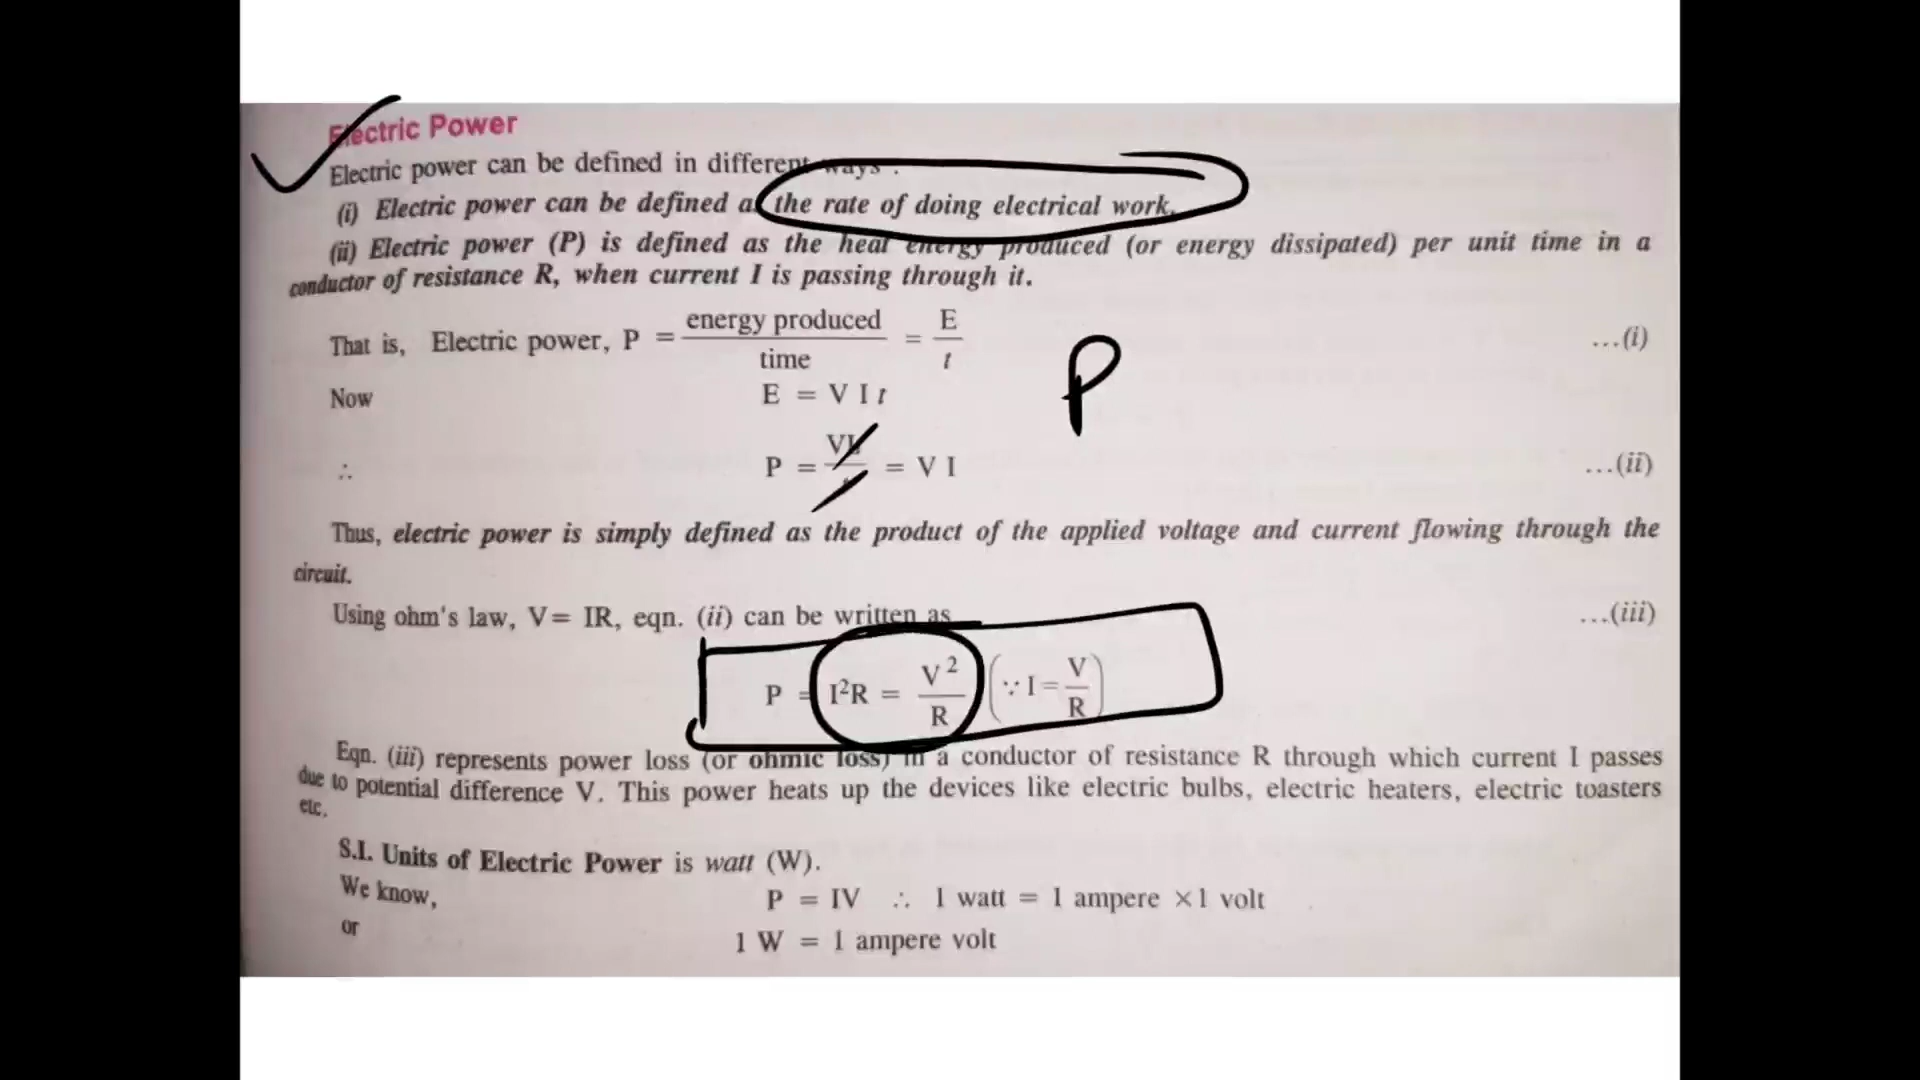 Electric Power
Electric power can be defined in different ways :
(i) Electric power can be defined as the rate of doing electrical work.
(ii) Electric power (P) is defined as the heat energy produced (or energy dissipated) per unit time in a
conductor of resistance R, when current I is passing through it.
That is, Electric power, P = energy produced / time = E / t ...(i)
P
Now E = V I t
∴ P = VI / = V I ...(ii)
Thus, electric power is simply defined as the product of the applied voltage and current flowing through the
circuit.
Using ohm's law, V= IR, eqn. (ii) can be written as ...(iii)
P = I²R = V² / R (∵ I = V / R)
Eqn. (iii) represents power loss (or ohmic loss) in a conductor of resistance R through which current I passes
due to potential difference V. This power heats up the devices like electric bulbs, electric heaters, electric toasters
etc.
S.I. Units of Electric Power is watt (W).
We know, P = IV ∴ 1 watt = 1 ampere ×1 volt
or 1 W = 1 ampere volt